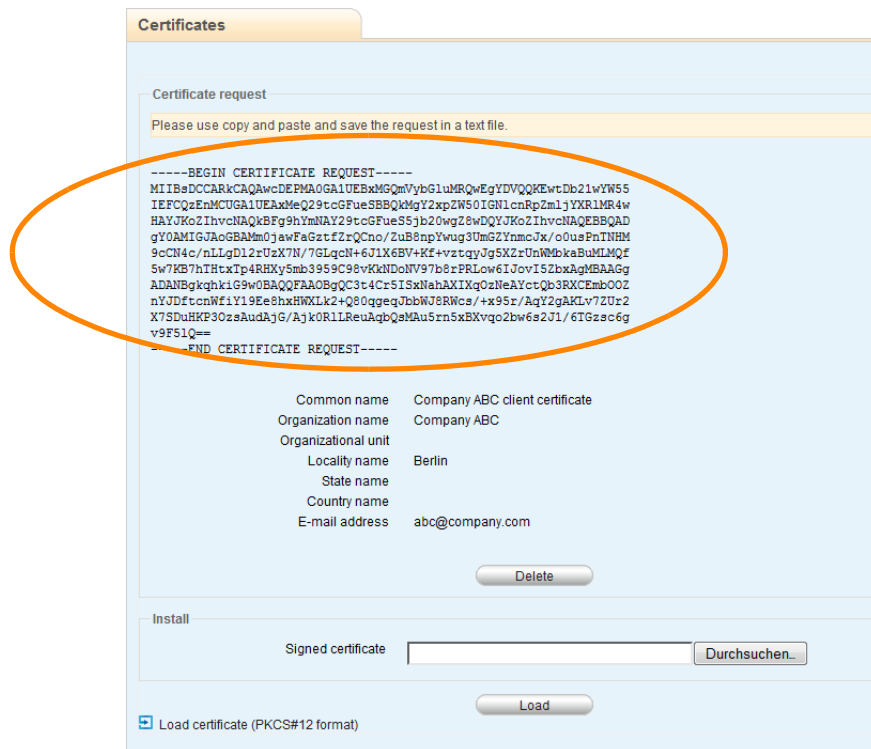 Certificates
Certificate request
Please use copy and paste and save the request in a text file.
-----BEGIN CERTIFICATE REQUEST-----
MIIBsDCCARkCAQAwcDEPMA0GA1UEBxMGQmVybGluMRQwEgYDVQQKEwtDb21wYW55
IEFCQzEnMCUGA1UEAxMeQ29tcGFueSBBQkMgY2xpZW50IGNlcnRpZmljYXRlMR4w
HAYJKoZIhvcNAQkBFg9hYmNAY29tcGFueS5jb20wgZ8wDQYJKoZIhvcNAQEBBQAD
gY0AMIGJAoGBAMm0jawFaGztfZrQCno/ZuB8npYwug3UmGZYnmcJx/o0usPnTNHM
9cCN4c/nLLgDl2rUzX7N/7GLqcN+6J1X6BV+Kf+vztqyJg5XZrUnWMbkaBuMLMQf
5w7KB7hTHtxTp4RHXy5mb3959C98vKkNDoNV97b8rPRLow6IJovI5ZbxAgMBAAGg
ADANBgkqhkiG9w0BAQQFAAOBgQC3t4Cr5ISxNahAXIXqOzNeAYctQb3RXCEmbOOZ
nYJDftcnWfiY19Ee8hxHWXLk2+Q80qgeqJbbWJ8RWcs/+x95r/AqY2gAKLv7ZUr2
X7SDuHKP3OzsAudAjG/Ajk0RlLReuAqbQsMAu5rn5xBXvqo2bw6s2J1/6TGzsc6g
v9F5lQ==
-----END CERTIFICATE REQUEST-----
Common name Company ABC client certificate
Organization name Company ABC
Organizational unit
Locality name Berlin
State name
Country name
E-mail address abc@company.com
Delete
Install
Signed certificate Durchsuchen...
Load
Load certificate (PKCS#12 format)